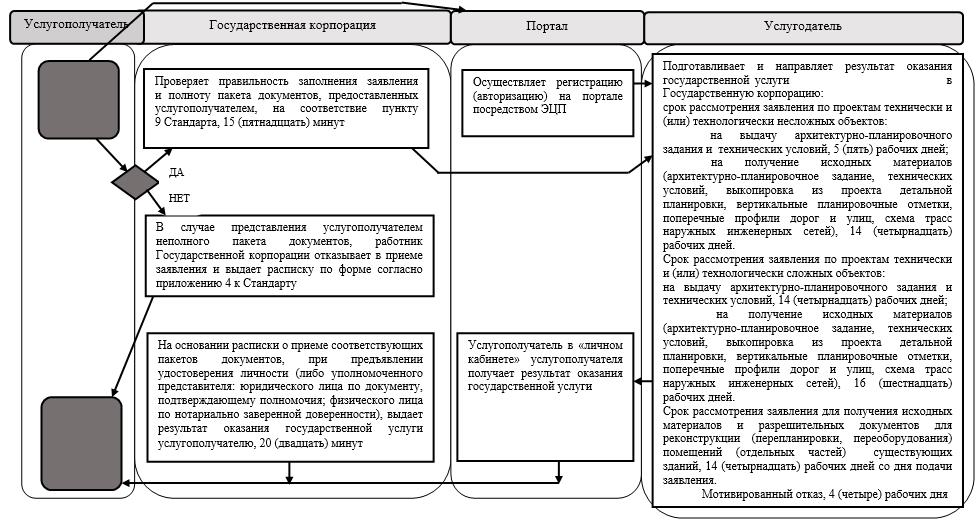 Услугополучатель
Государственная корпорация
Портал
Услугодатель
Проверяет правильность заполнения заявления
и полноту пакета документов, предоставленных
услугополучателем, на соответствие пункту
9 Стандарта, 15 (пятнадцать) минут
ДА
НЕТ
В случае представления услугополучателем
неполного пакета документов, работник
Государственной корпорации отказывает в приеме
заявления и выдает расписку по форме согласно
приложению 4 к Стандарту
На основании расписки о приеме соответствующих
пакетов документов, при предъявлении
удостоверения личности (либо уполномоченного
представителя: юридического лица по документу,
подтверждающему полномочия; физического лица
по нотариально заверенной доверенности), выдает
результат оказания государственной услуги
услугополучателю, 20 (двадцать) минут
Осуществляет регистрацию
(авторизацию) на портале
посредством ЭЦП
Услугополучатель в «личном
кабинете» услугополучателя
получает результат оказания
государственной услуги
Подготавливает и направляет результат оказания
государственной услуги в
Государственную корпорацию:
срок рассмотрения заявления по проектам технически и
(или) технологически несложных объектов:
на выдачу архитектурно-планировочного
задания и технических условий, 5 (пять) рабочих дней;
на получение исходных материалов
(архитектурно-планировочное задание, технических
условий, выкопировка из проекта детальной
планировки, вертикальные планировочные отметки,
поперечные профили дорог и улиц, схема трасс
наружных инженерных сетей), 14 (четырнадцать)
рабочих дней.
Срок рассмотрения заявления по проектам технически
и (или) технологически сложных объектов:
на выдачу архитектурно-планировочного задания и
технических условий, 14 (четырнадцать) рабочих дней;
на получение исходных материалов
(архитектурно-планировочное задание, технических
условий, выкопировка из проекта детальной
планировки, вертикальные планировочные отметки,
поперечные профили дорог и улиц, схема трасс
наружных инженерных сетей), 16 (шестнадцать)
рабочих дней.
Срок рассмотрения заявления для получения исходных
материалов и разрешительных документов для
реконструкции (перепланировки, переоборудования)
помещений (отдельных частей) существующих
зданий, 14 (четырнадцать) рабочих дней со дня подачи
заявления.
Мотивированный отказ, 4 (четыре) рабочих дня